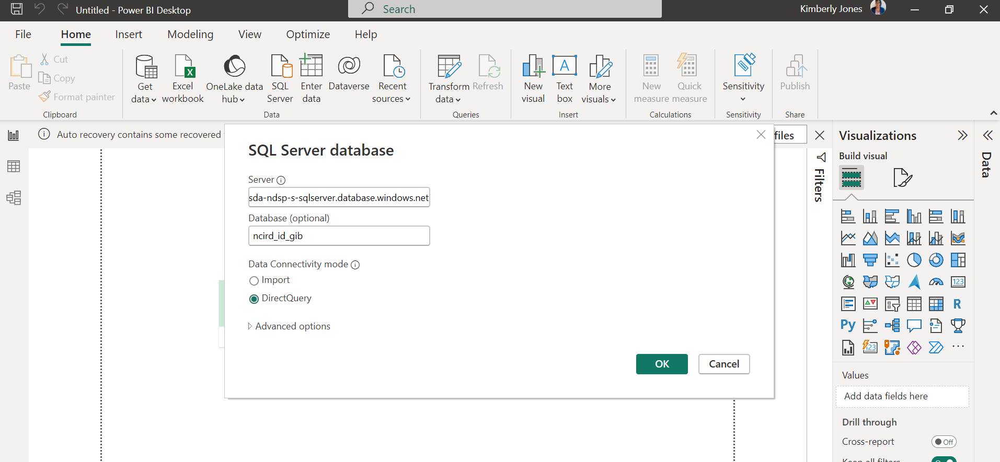 Untitled - Power BI Desktop
Search
Kimberly Jones
File Home Insert Modeling View Optimize Help
Paste
Cut
Copy
Format painter
Clipboard
Get data
Excel workbook
OneLake data hub
SQL Server
Enter data
Dataverse
Recent sources
Data
Transform data
Refresh
Queries
New visual
Text box
More visuals
Insert
New measure
Quick measure
Calculations
Sensitivity
Sensitivity
Publish
Share
Auto recovery contains some recovered
files
SQL Server database
Server
sda-ndsp-s-sqlserver.database.windows.net
Database (optional)
ncird_id_gib
Data Connectivity mode
Import
DirectQuery
Advanced options
OK
Cancel
Filters
Visualizations
Build visual
123
R
Py
123
Values
Add data fields here
Drill through
Cross-report
Off
Keep all filters
Data